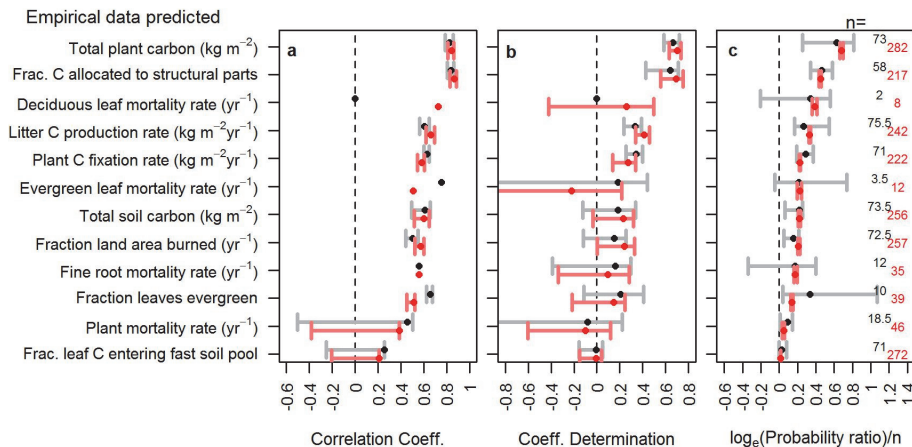 Empirical data predicted
n=
a
b
c
Total plant carbon (kg m⁻²)
73
282
Frac. C allocated to structural parts
58
217
Deciduous leaf mortality rate (yr⁻¹)
2
8
Litter C production rate (kg m⁻²yr⁻¹)
75.5
242
Plant C fixation rate (kg m⁻²yr⁻¹)
71
222
Evergreen leaf mortality rate (yr⁻¹)
3.5
12
Total soil carbon (kg m⁻²)
73.5
256
Fraction land area burned (yr⁻¹)
72.5
257
Fine root mortality rate (yr⁻¹)
12
35
Fraction leaves evergreen
10
39
Plant mortality rate (yr⁻¹)
18.5
46
Frac. leaf C entering fast soil pool
71
272
-0.6 -0.4 -0.2 0 0.2 0.4 0.6 0.8 1
-0.8 -0.4 0 0.2 0.4 0.6 0.8 1
-0.6 -0.4 -0.2 0 0.2 0.4 0.6 0.8 1 1.2
Correlation Coeff.
Coeff. Determination
logₑ(Probability ratio)/n